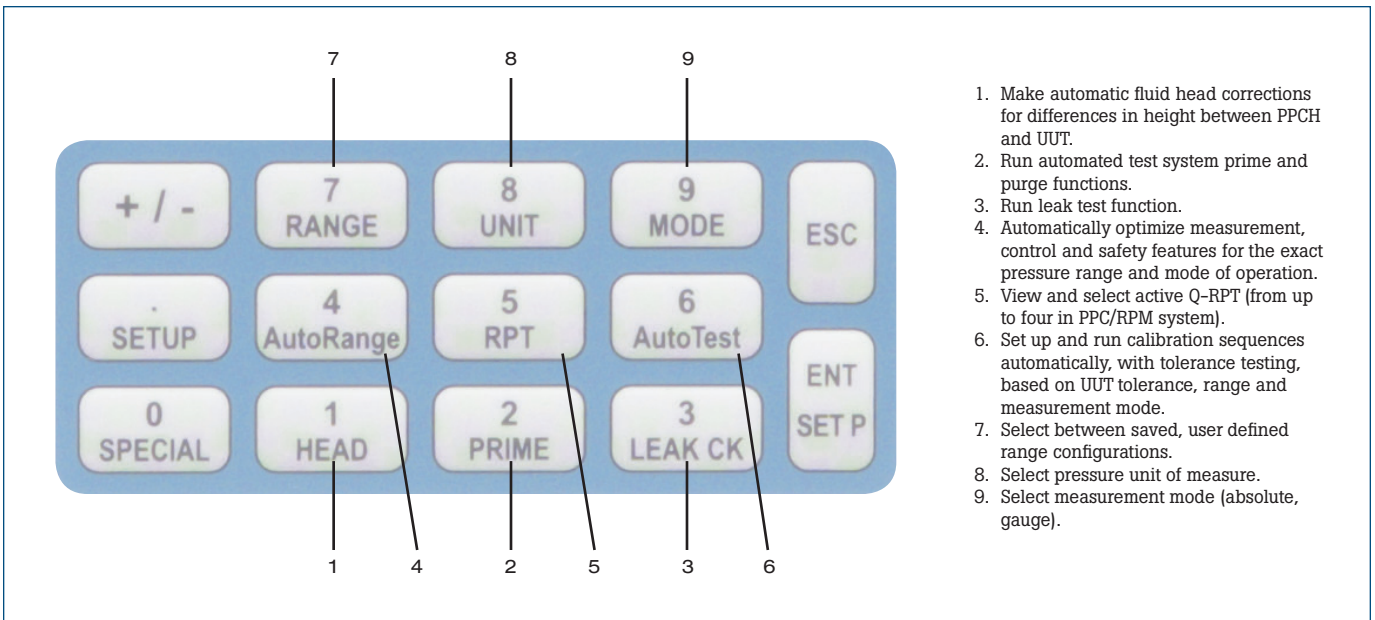 7 8 9
+ / -
7
RANGE
8
UNIT
9
MODE
ESC
.
SETUP
4
AutoRange
5
RPT
6
AutoTest
ENT
SET P
0
SPECIAL
1
HEAD
2
PRIME
3
LEAK CK
1 4 2 5 3 6
1. Make automatic fluid head corrections
for differences in height between PPCH
and UUT.
2. Run automated test system prime and
purge functions.
3. Run leak test function.
4. Automatically optimize measurement,
control and safety features for the exact
pressure range and mode of operation.
5. View and select active Q-RPT (from up
to four in PPC/RPM system).
6. Set up and run calibration sequences
automatically, with tolerance testing,
based on UUT tolerance, range and
measurement mode.
7. Select between saved, user defined
range configurations.
8. Select pressure unit of measure.
9. Select measurement mode (absolute,
gauge).